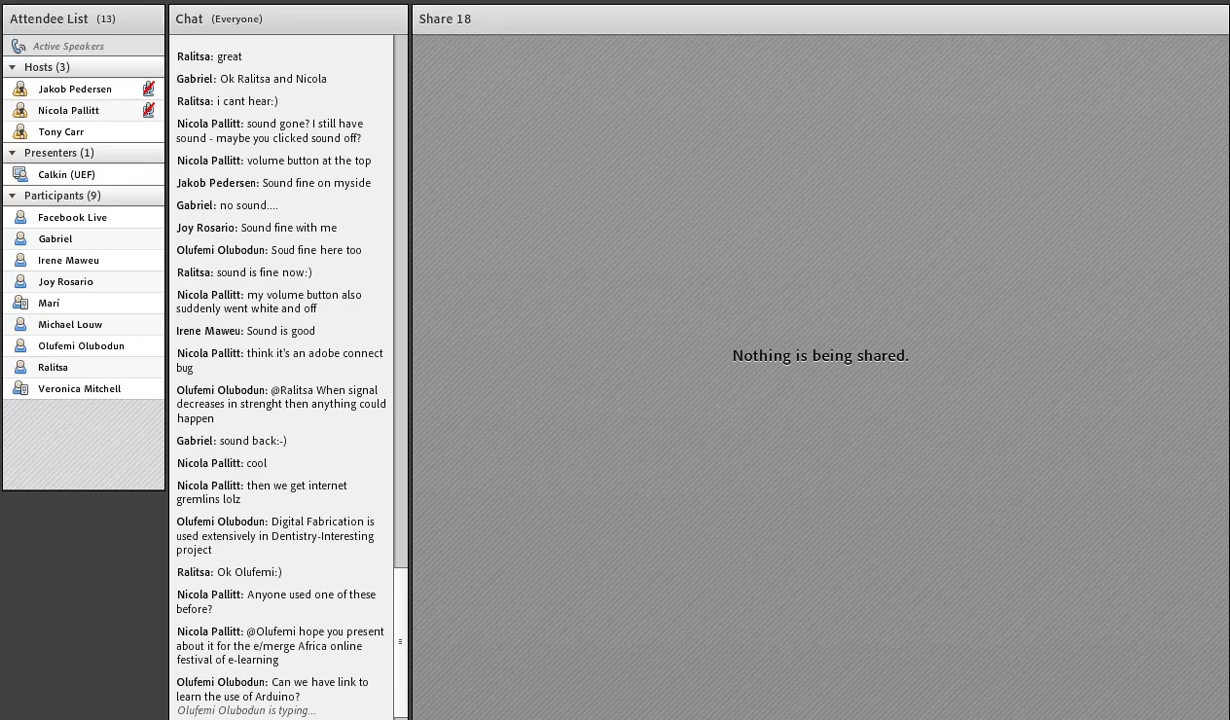 Attendee List (13)
Active Speakers
Hosts (3)
Jakob Pedersen
Nicola Pallitt
Tony Carr
Presenters (1)
Calkin (UEF)
Participants (9)
Facebook Live
Gabriel
Irene Maweu
Joy Rosario
Marí
Michael Louw
Olufemi Olubodun
Ralitsa
Veronica Mitchell
Chat (Everyone)
Ralitsa: great
Gabriel: Ok Ralitsa and Nicola
Ralitsa: i cant hear:)
Nicola Pallitt: sound gone? I still have
sound - maybe you clicked sound off?
Nicola Pallitt: volume button at the top
Jakob Pedersen: Sound fine on myside
Gabriel: no sound....
Joy Rosario: Sound fine with me
Olufemi Olubodun: Soud fine here too
Ralitsa: sound is fine now:)
Nicola Pallitt: my volume button also
suddenly went white and off
Irene Maweu: Sound is good
Nicola Pallitt: think it's an adobe connect
bug
Olufemi Olubodun: @Ralitsa When signal
decreases in strenght then anything could
happen
Gabriel: sound back:-)
Nicola Pallitt: cool
Nicola Pallitt: then we get internet
gremlins lolz
Olufemi Olubodun: Digital Fabrication is
used extensively in Dentistry-Interesting
project
Ralitsa: Ok Olufemi:)
Nicola Pallitt: Anyone used one of these
before?
Nicola Pallitt: @Olufemi hope you present
about it for the e/merge Africa online
festival of e-learning
Olufemi Olubodun: Can we have link to
learn the use of Arduino?
Olufemi Olubodun is typing...
Share 18
Nothing is being shared.